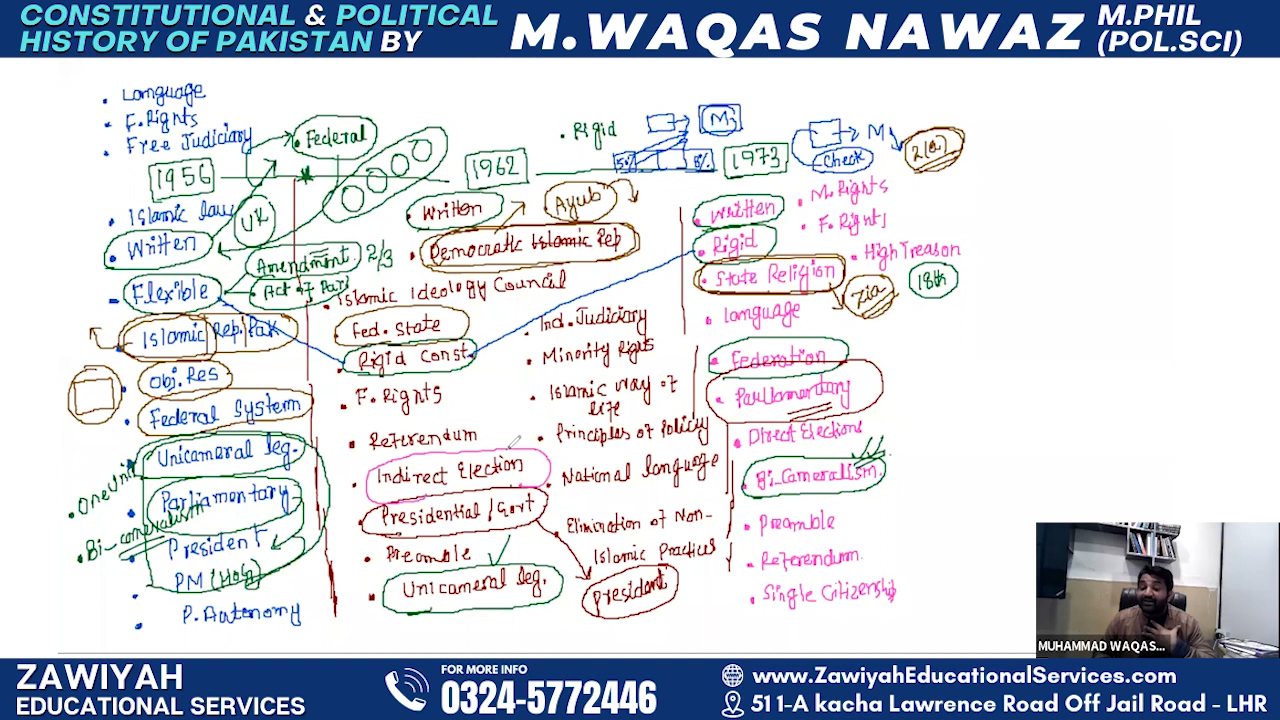 CONSTITUTIONAL & POLITICAL
HISTORY OF PAKISTAN BY
M.WAQAS NAWAZ
M.PHIL
(POL.SCI)
Language
F.Rights
Free Judiciary
Federal
1956
Islamic law
UK
Written
Amendment 2/3
Flexible
Act of Parl
Islamic Rep. Pak
Obj.Res
Federal System
Unicameral leg.
One Unit
Parliamentary
Bi-cameralism
President
PM (HoG)
P. Autonomy
1962
Written
Ayub
Democratic Islamic Rep
Islamic Ideology Council
Fed. State
Rigid Const
F. Rights
Referendum
Indirect Election
Presidential/Govt
Preamble
Unicameral leg.
Rigid
Ind. Judiciary
Minority Rights
Islamic way of
life
Principles of Policy
National language
Elimination of Non-
Islamic Practices
President
M
50%
1973
M
Check
2(a)
Written
M. Rights
F. Rights
Rigid
High Treason
State Religion
18th
Zia
Language
Federation
Parliamentary
Direct Elections
Bi-Cameralism
Preamble
Referendum
Single Citizenship
MUHAMMAD WAQAS...
ZAWIYAH
EDUCATIONAL SERVICES
FOR MORE INFO
0324-5772446
www.ZawiyahEducationalServices.com
511-A kacha Lawrence Road Off Jail Road - LHR